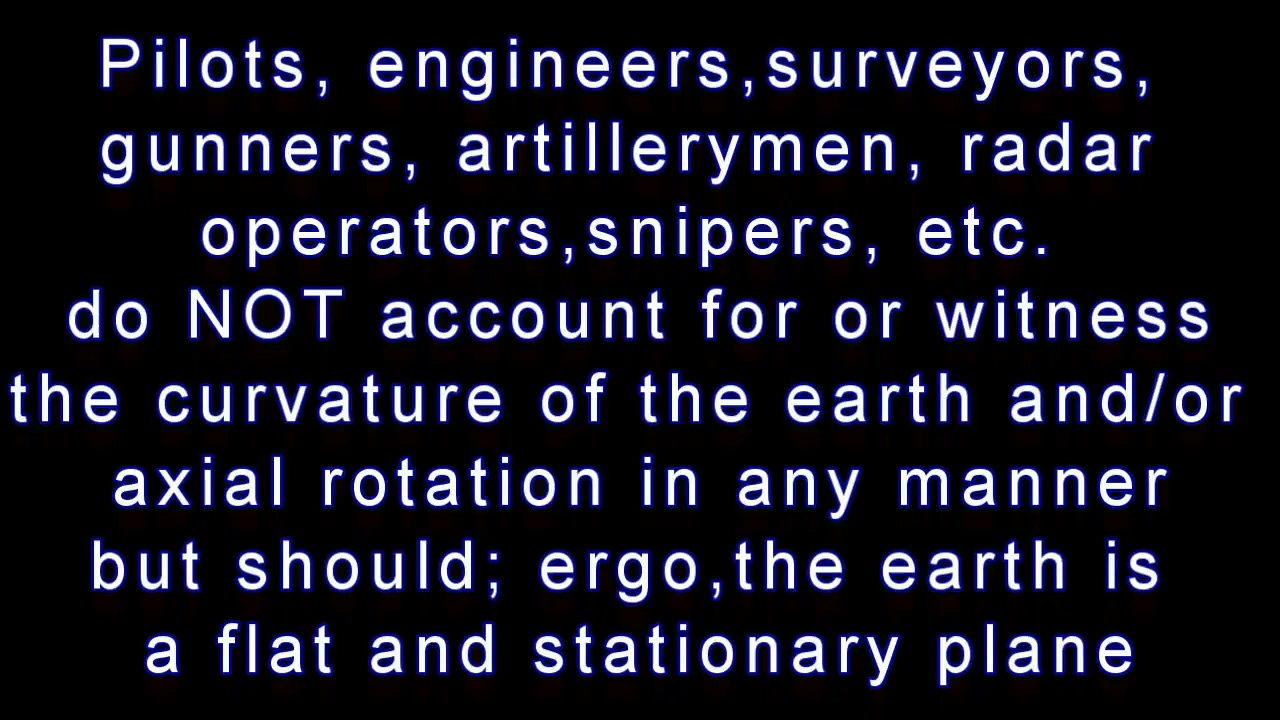 Pilots, engineers,surveyors,
gunners, artillerymen, radar
operators,snipers, etc.
do NOT account for or witness
the curvature of the earth and/or
axial rotation in any manner
but should; ergo,the earth is
a flat and stationary plane